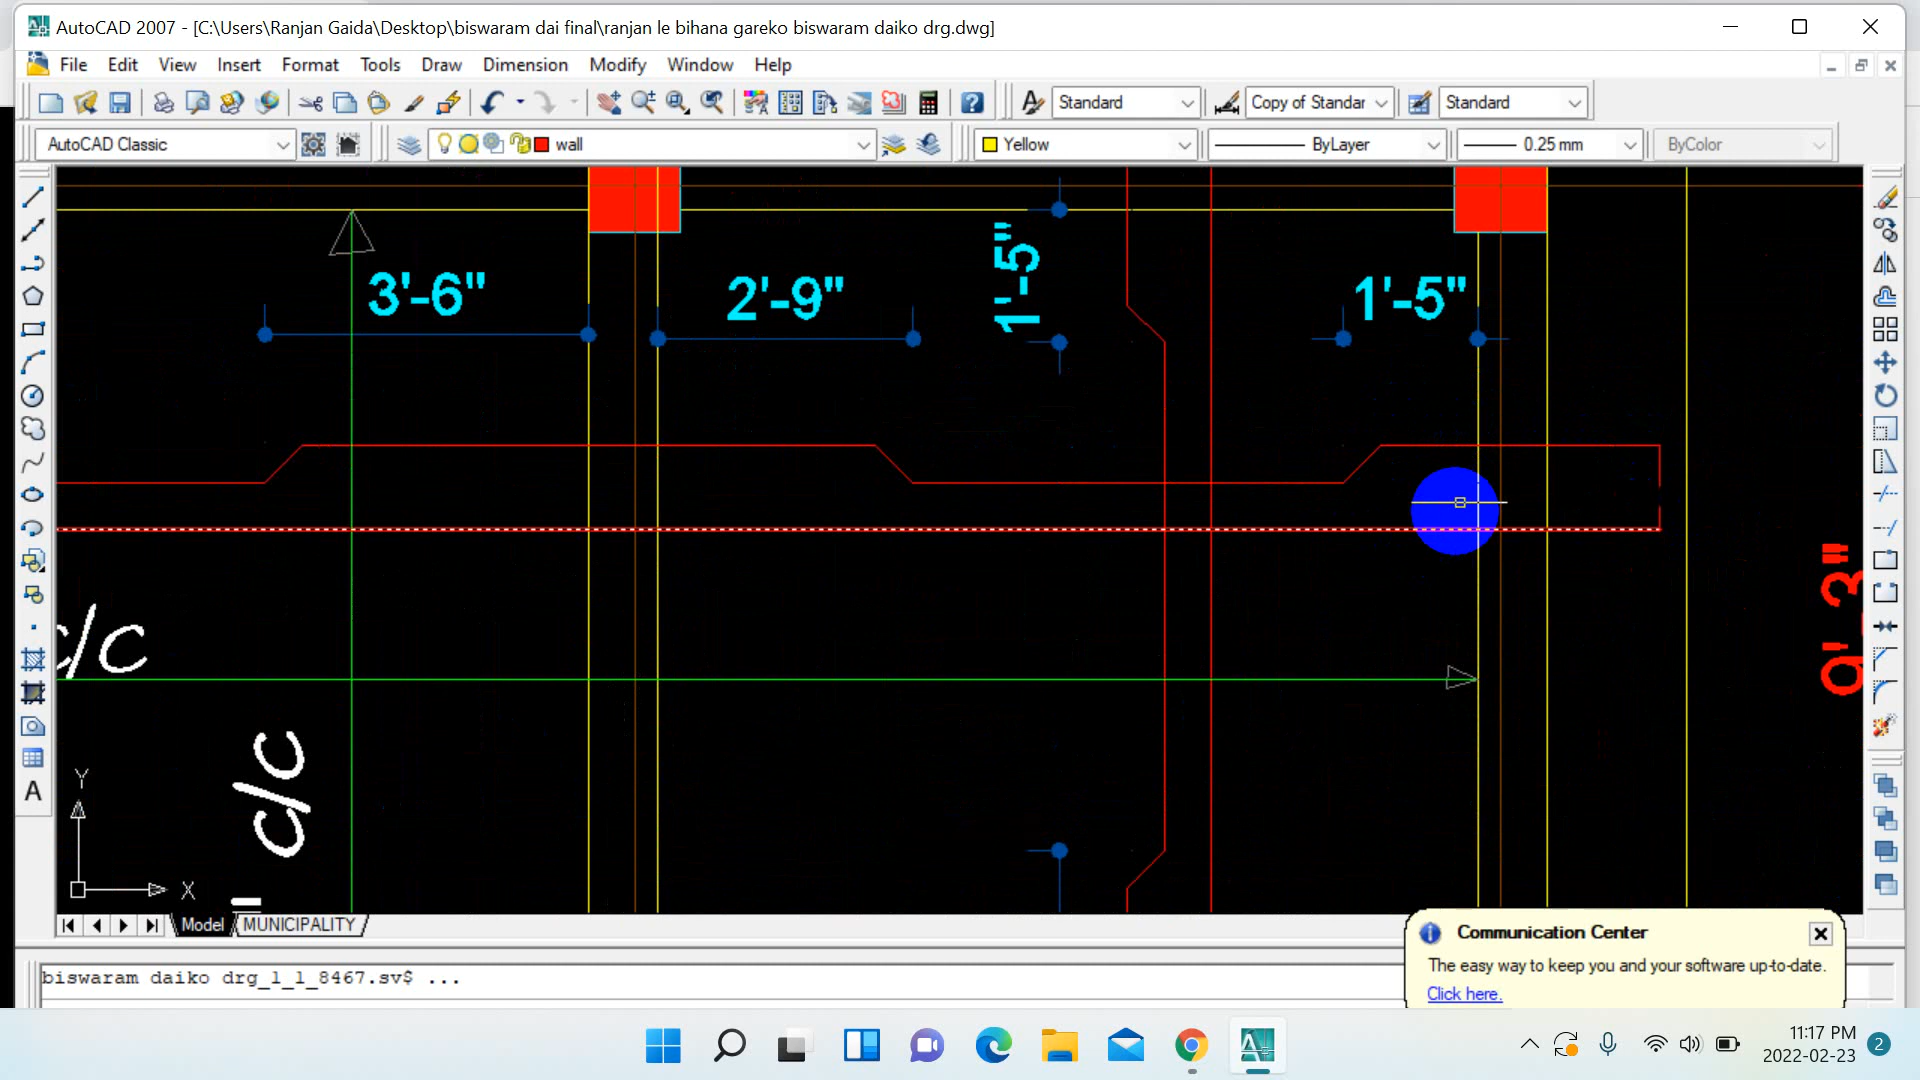 AutoCAD 2007 - [C:\Users\Ranjan Gaida\Desktop\biswaram dai final\ranjan le bihana gareko biswaram daiko drg.dwg]
File Edit View Insert Format Tools Draw Dimension Modify Window Help
Standard Copy of Standar Standard
AutoCAD Classic wall Yellow ByLayer 0.25 mm ByColor
3'-6" 2'-9" 1'-5" 1'-5"
9'-3"
c/c
c/c
Y
X
A
Model MUNICIPALITY
Communication Center
The easy way to keep you and your software up-to-date.
Click here.
biswaram daiko drg_1_1_8467.sv$ ...
11:17 PM
2022-02-23
2